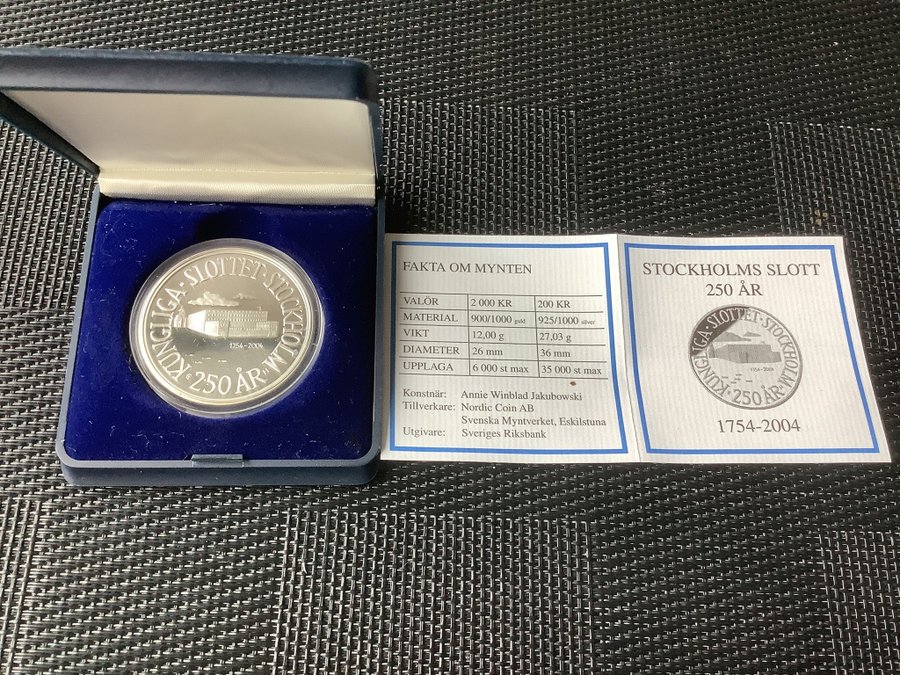 KUNGLIGA · SLOTTET · STOCKHOLM · 250 ÅR ·
1754-2004
FAKTA OM MYNTEN
VALÖR 2 000 KR 200 KR
MATERIAL 900/1000 guld 925/1000 silver
VIKT 12,00 g 27,03 g
DIAMETER 26 mm 36 mm
UPPLAGA 6 000 st max 35 000 st max
Konstnär: Annie Winblad Jakubowski
Tillverkare: Nordic Coin AB
Svenska Myntverket, Eskilstuna
Utgivare: Sveriges Riksbank
STOCKHOLMS SLOTT
250 ÅR
KUNGLIGA · SLOTTET · STOCKHOLM · 250 ÅR ·
1754-2004
1754-2004